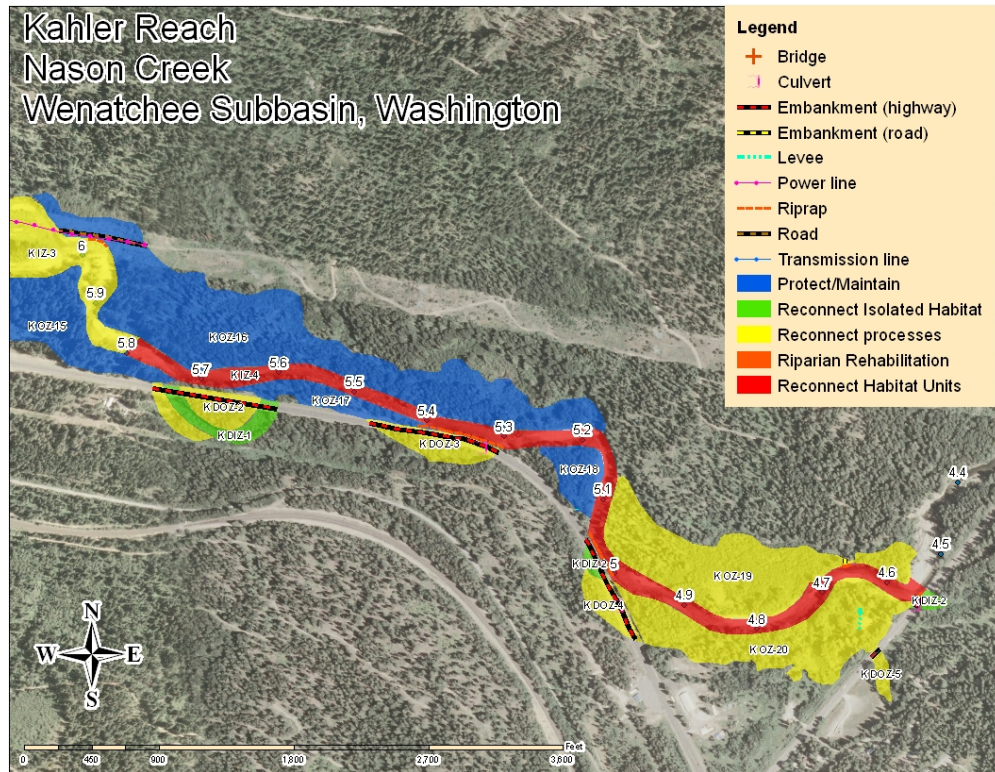 Kahler Reach
Nason Creek
Wenatchee Subbasin, Washington
Legend
Bridge
Culvert
Embankment (highway)
Embankment (road)
Levee
Power line
Riprap
Road
Transmission line
Protect/Maintain
Reconnect Isolated Habitat
Reconnect processes
Riparian Rehabilitation
Reconnect Habitat Units
6
K IZ-3
5.9
K OZ-15
K OZ-16
5.8
5.7
K IZ-4
5.6
5.5
K OZ-17
K DOZ-2
K DIZ-1
5.4
5.3
K DOZ-3
5.2
K OZ-18
5.1
4.4
4.5
K DIZ-2
5
K DOZ-4
K OZ-19
4.9
4.8
4.7
4.6
K DIZ-2
K OZ-20
K DOZ-5
N
W
E
S
Feet
0
450
900
1,800
2,700
3,600